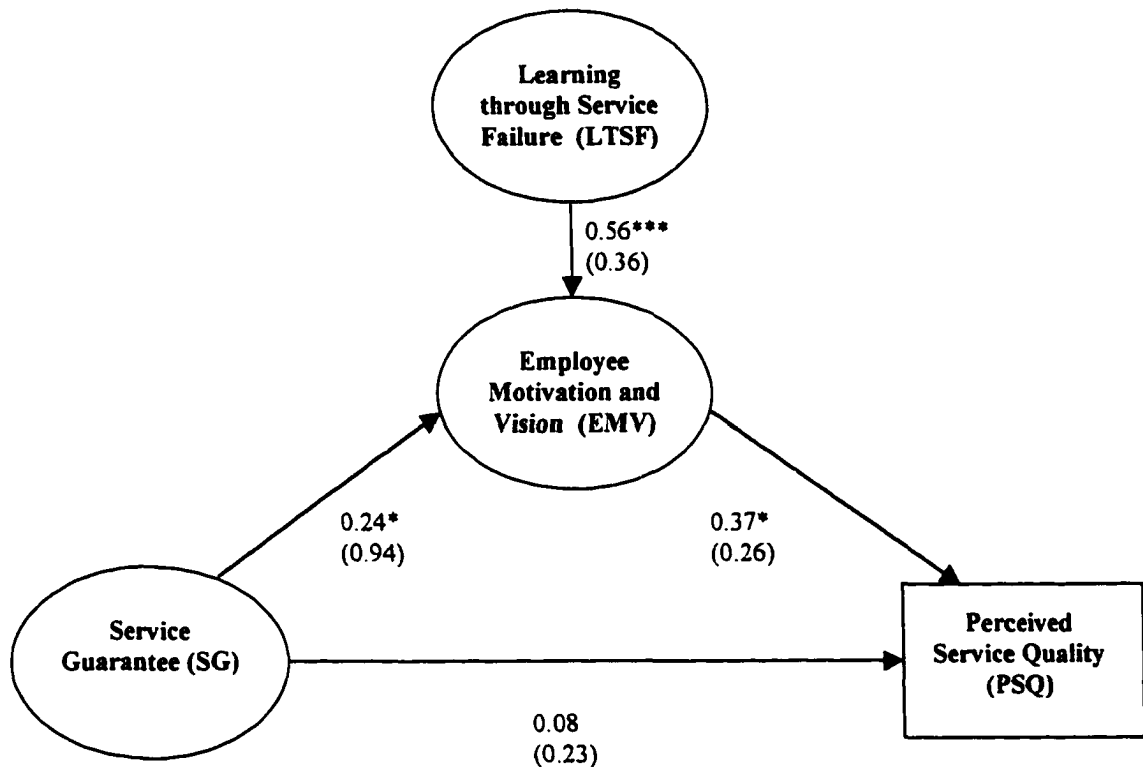 Learning
through Service
Failure (LTSF)
0.56***
(0.36)
Employee
Motivation and
Vision (EMV)
0.24*
(0.94)
0.37*
(0.26)
Service
Guarantee (SG)
Perceived
Service Quality
(PSQ)
0.08
(0.23)